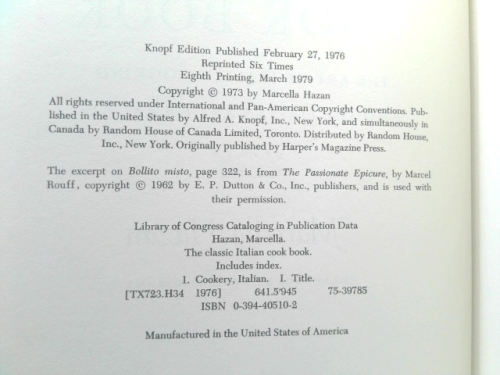 Knopf Edition Published February 27, 1976
Reprinted Six Times
Eighth Printing, March 1979
Copyright © 1973 by Marcella Hazan
All rights reserved under International and Pan-American Copyright Conventions. Pub-
lished in the United States by Alfred A. Knopf, Inc., New York, and simultaneously in
Canada by Random House of Canada Limited, Toronto. Distributed by Random House,
Inc., New York. Originally published by Harper's Magazine Press.
The excerpt on Bollito misto, page 322, is from The Passionate Epicure, by Marcel
Rouff, copyright © 1962 by E. P. Dutton & Co., Inc., publishers, and is used with
their permission.
Library of Congress Cataloging in Publication Data
Hazan, Marcella.
The classic Italian cook book.
Includes index.
1. Cookery, Italian. I. Title.
[TX723.H34 1976] 641.5'945 75-39785
ISBN 0-394-40510-2
Manufactured in the United States of America